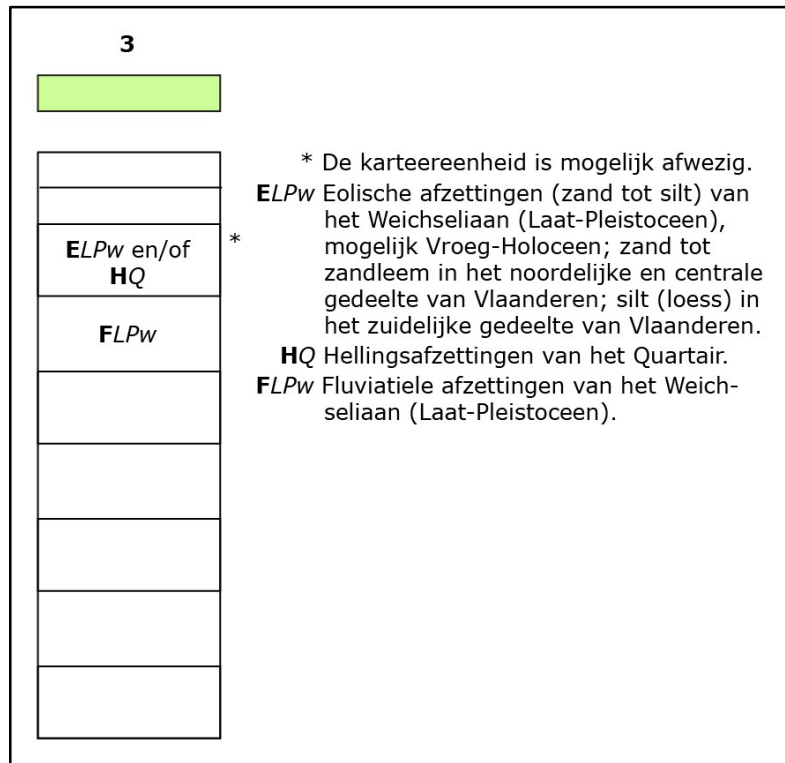 3
ELPw en/of
HQ
*
FLPw
* De karteereenheid is mogelijk afwezig.
ELPw Eolische afzettingen (zand tot silt) van
het Weichseliaan (Laat-Pleistoceen),
mogelijk Vroeg-Holoceen; zand tot
zandleem in het noordelijke en centrale
gedeelte van Vlaanderen; silt (loess) in
het zuidelijke gedeelte van Vlaanderen.
HQ Hellingsafzettingen van het Quartair.
FLPw Fluviatiele afzettingen van het Weich-
seliaan (Laat-Pleistoceen).